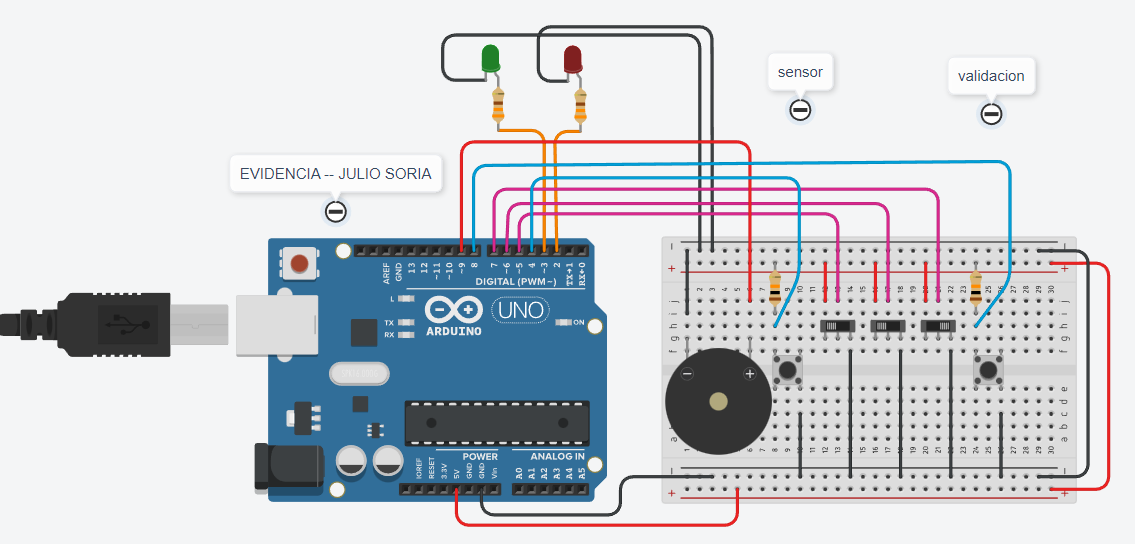 sensor
validacion
EVIDENCIA -- JULIO SORIA
AREF
GND
13
12
~11
~10
~9
8
7
~6
~5
4
~3
2
TX→1
RX←0
DIGITAL (PWM~)
L
TX
RX
ARDUINO
UNO
ON
POWER
ANALOG IN
IOREF
RESET
3.3V
5V
GND
GND
Vin
A0
A1
A2
A3
A4
A5